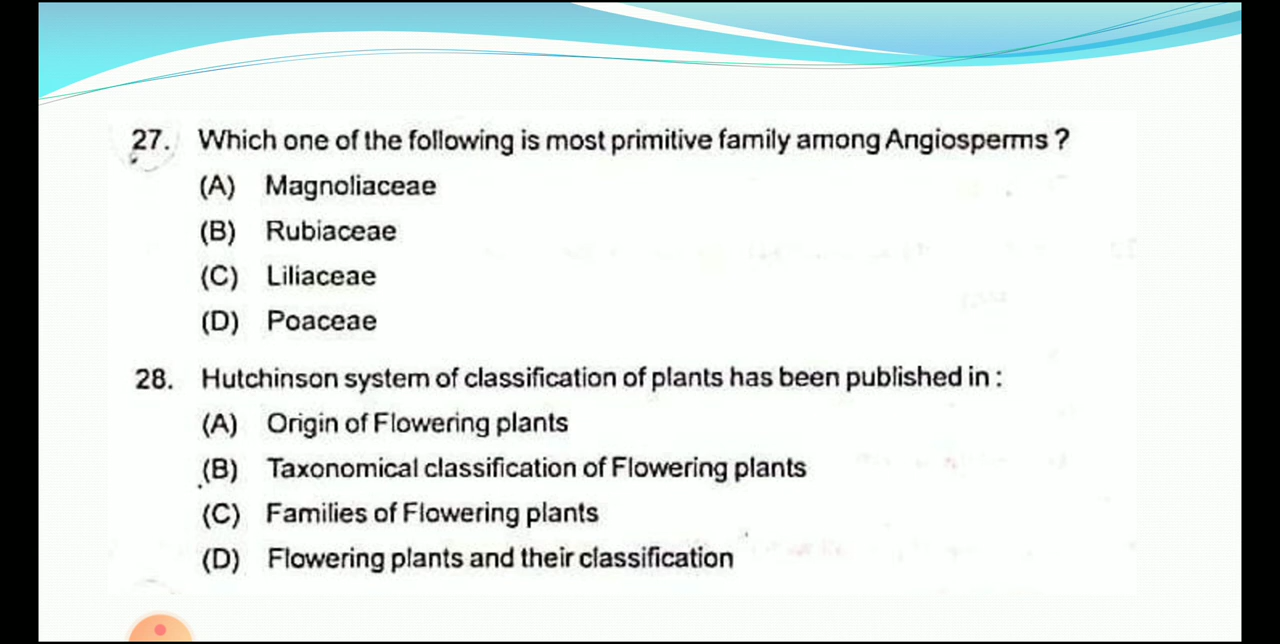 27. Which one of the following is most primitive family among Angiosperms ?
(A) Magnoliaceae
(B) Rubiaceae
(C) Liliaceae
(D) Poaceae
28. Hutchinson system of classification of plants has been published in :
(A) Origin of Flowering plants
(B) Taxonomical classification of Flowering plants
(C) Families of Flowering plants
(D) Flowering plants and their classification